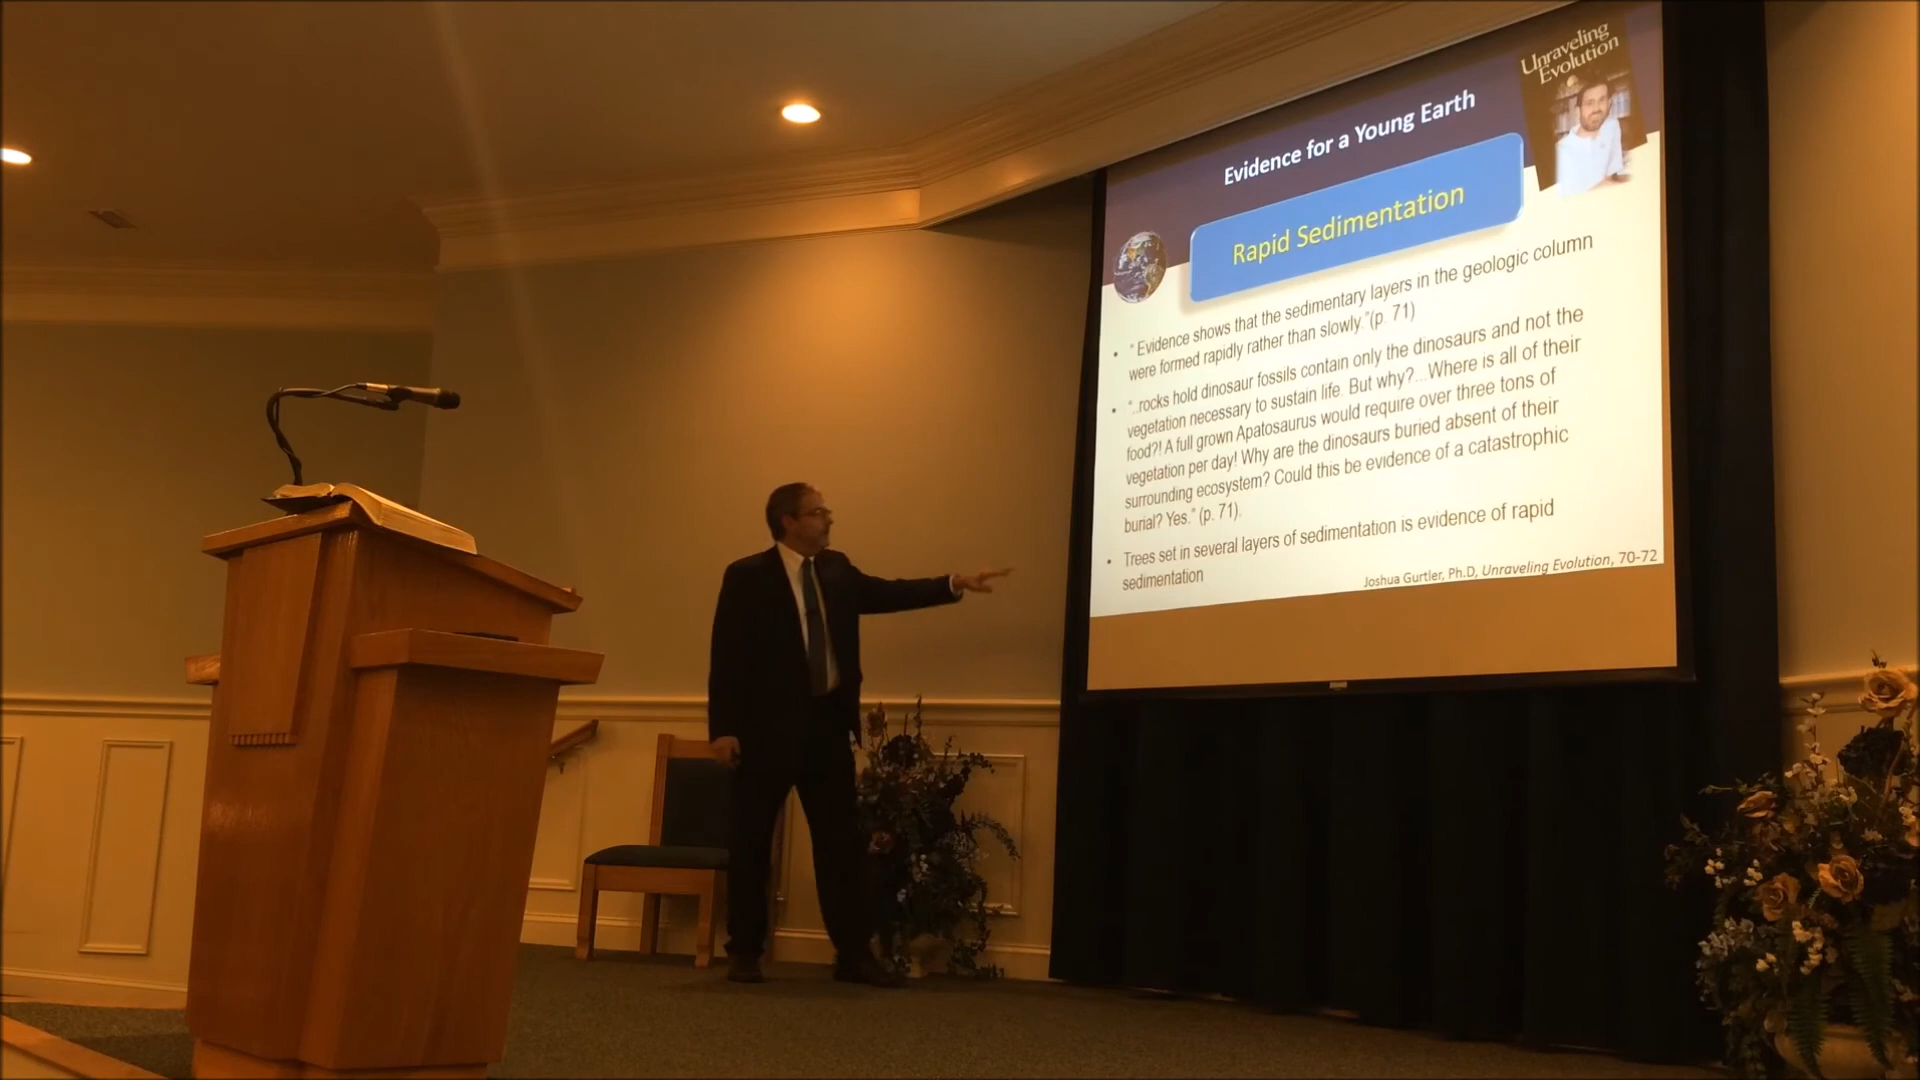 Unraveling
Evolution
Evidence for a Young Earth
Rapid Sedimentation
• " Evidence shows that the sedimentary layers in the geologic column
were formed rapidly rather than slowly."(p. 71)
• "...rocks hold dinosaur fossils contain only the dinosaurs and not the
vegetation necessary to sustain life. But why?...Where is all of their
food?! A full grown Apatosaurus would require over three tons of
vegetation per day! Why are the dinosaurs buried absent of their
surrounding ecosystem? Could this be evidence of a catastrophic
burial? Yes." (p. 71).
• Trees set in several layers of sedimentation is evidence of rapid
sedimentation
Joshua Gurtler, Ph.D, Unraveling Evolution, 70-72